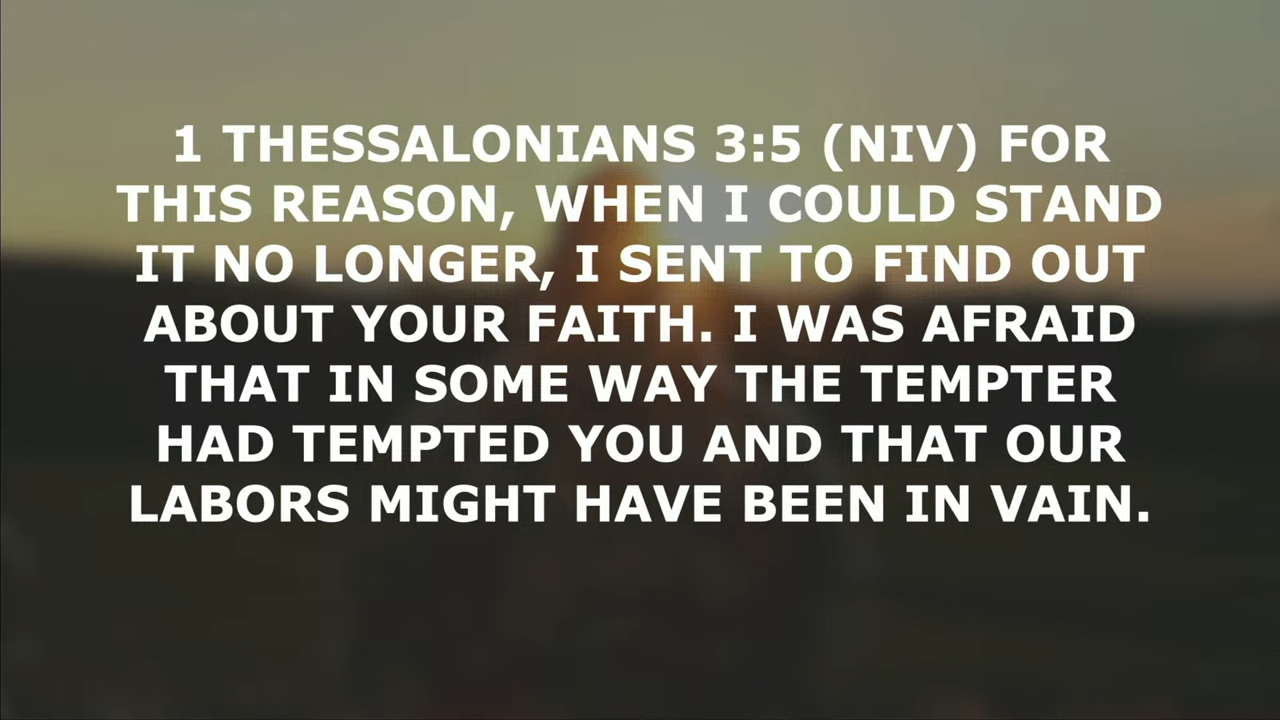 1 THESSALONIANS 3:5 (NIV) FOR
THIS REASON, WHEN I COULD STAND
IT NO LONGER, I SENT TO FIND OUT
ABOUT YOUR FAITH. I WAS AFRAID
THAT IN SOME WAY THE TEMPTER
HAD TEMPTED YOU AND THAT OUR
LABORS MIGHT HAVE BEEN IN VAIN.